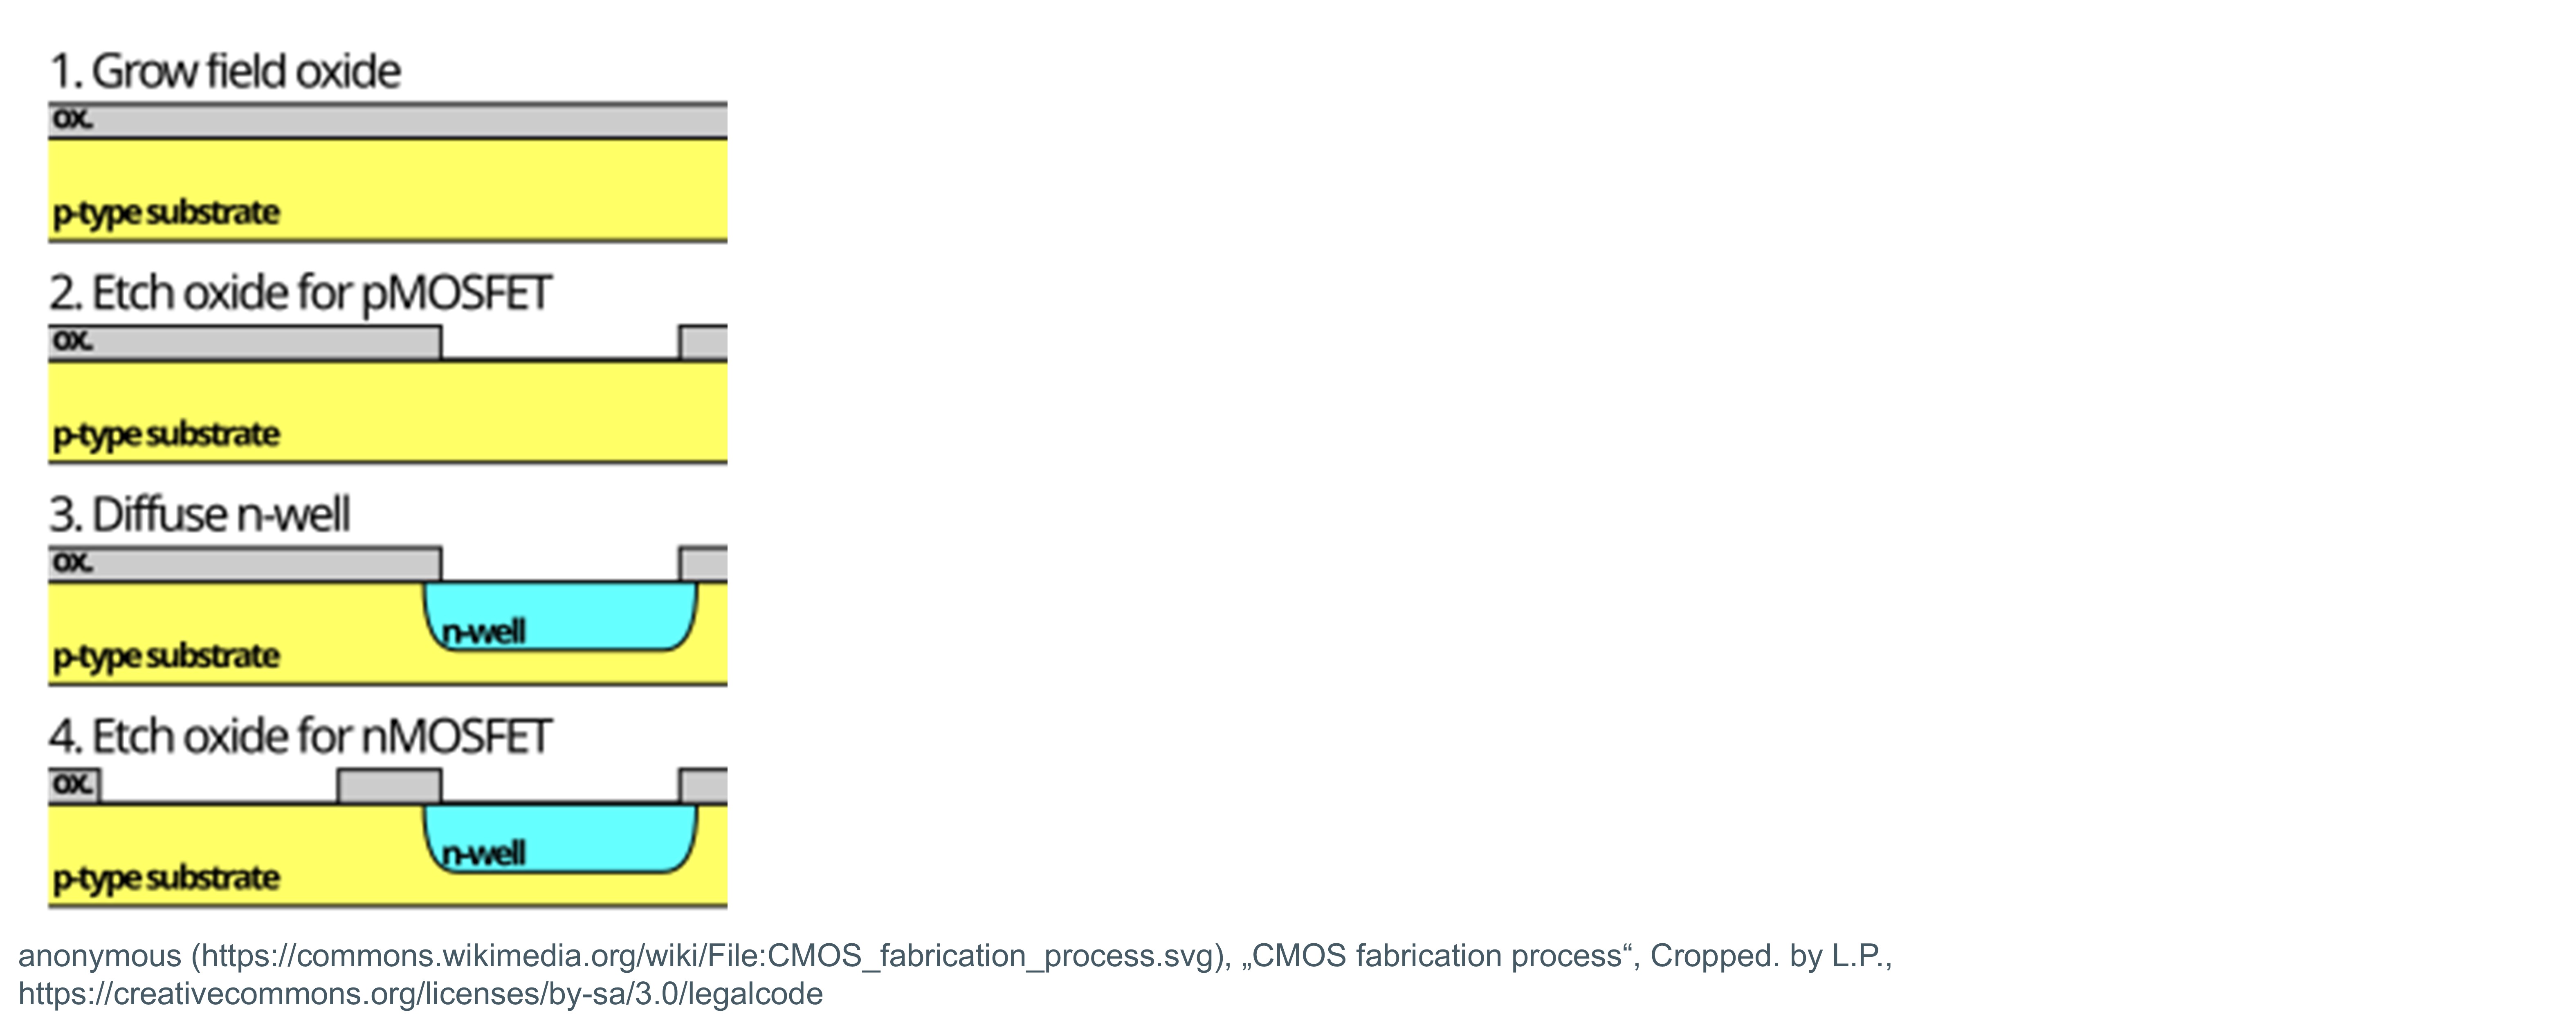 1. Grow field oxide
ox.
p-type substrate
2. Etch oxide for pMOSFET
ox.
p-type substrate
3. Diffuse n-well
ox.
n-well
p-type substrate
4. Etch oxide for nMOSFET
ox.
n-well
p-type substrate
anonymous (https://commons.wikimedia.org/wiki/File:CMOS_fabrication_process.svg), „CMOS fabrication process“, Cropped. by L.P.,
https://creativecommons.org/licenses/by-sa/3.0/legalcode